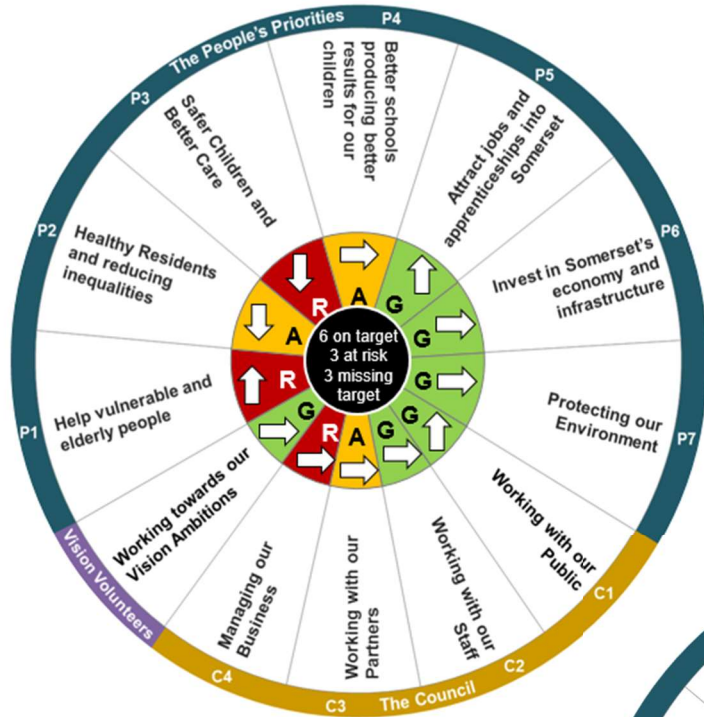 The People's Priorities
P4
Better schools
producing better
results for our
children
A
P5
Attract jobs and
apprenticeships into
Somerset
G
P6
Invest in Somerset's
economy and
infrastructure
G
P7
Protecting our
Environment
G
C1
Working with our
Public
G
C2
Working with our
Staff
G
The Council
C3
Working with our
Partners
A
C4
Managing our
Business
R
Vision Volunteers
Working towards our
Vision Ambitions
G
P1
Help vulnerable and
elderly people
R
P2
Healthy Residents
and reducing
inequalities
A
P3
Safer Children and
Better Care
R
6 on target
3 at risk
3 missing
target